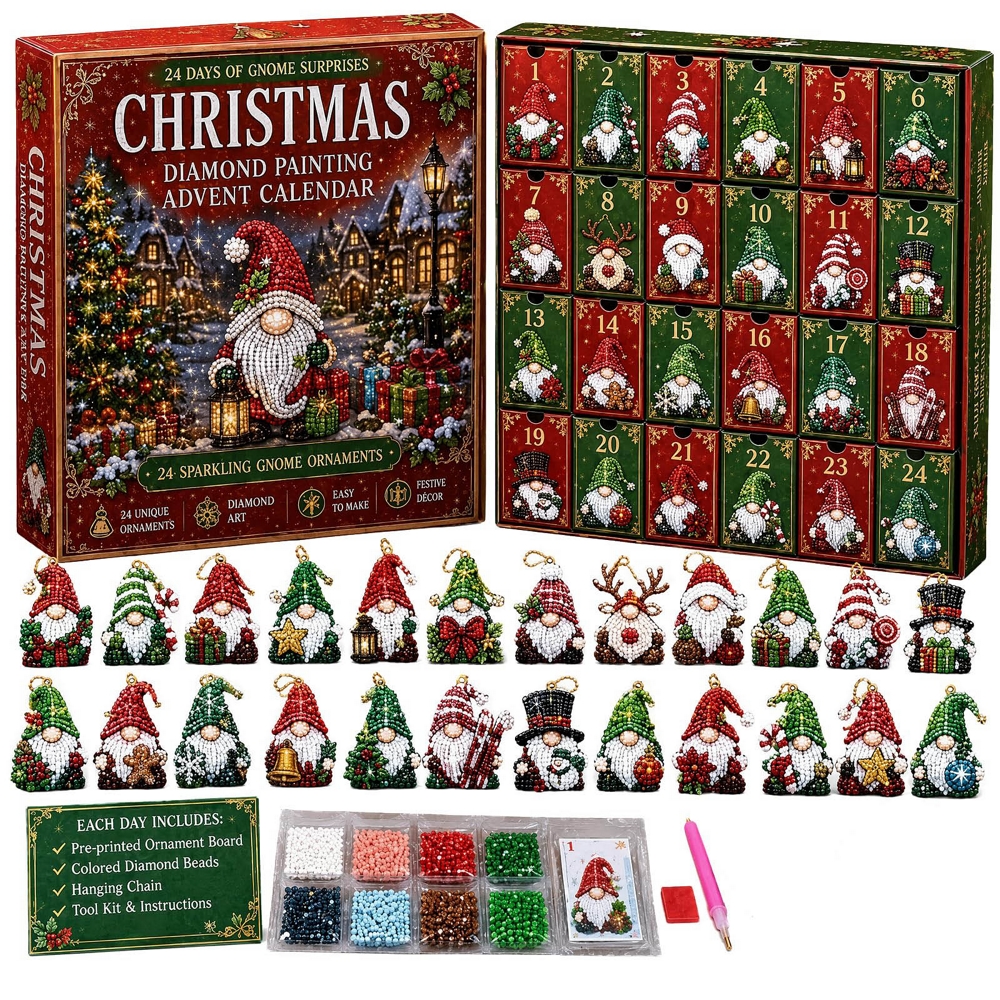 24 DAYS OF GNOME SURPRISES
CHRISTMAS
DIAMOND PAINTING
ADVENT CALENDAR
24 SPARKLING GNOME ORNAMENTS
24 UNIQUE
ORNAMENTS
DIAMOND
ART
EASY
TO MAKE
FESTIVE
DÉCOR
CHRISTMAS
1
2
3
4
5
6
7
8
9
10
11
12
13
14
15
16
17
18
19
20
21
22
23
24
EACH DAY INCLUDES:
Pre-printed Ornament Board
Colored Diamond Beads
Hanging Chain
Tool Kit & Instructions
1